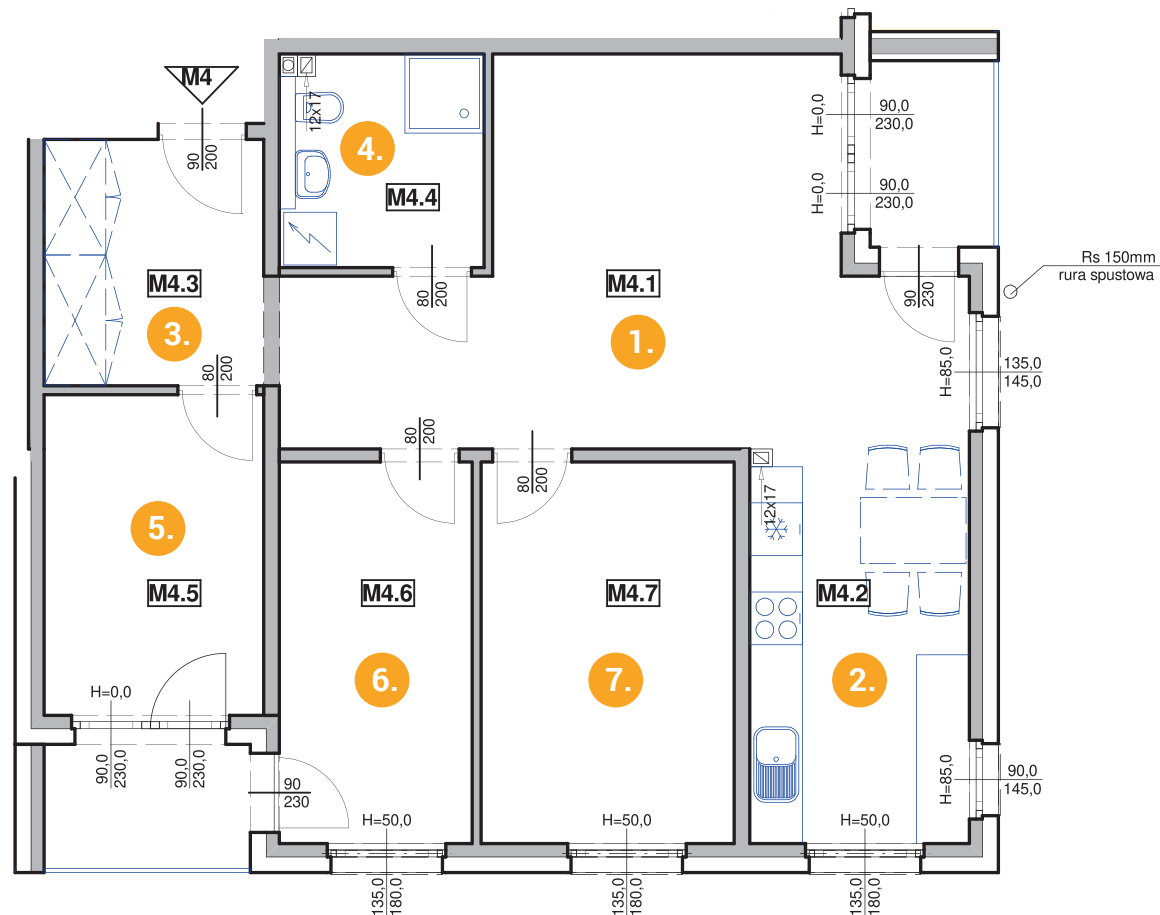 M4
90
200
12x17
4.
M4.4
H=0,0
90,0
230,0
H=0,0
90,0
230,0
Rs 150mm
rura spustowa
M4.3
3.
80
200
M4.1
1.
90
230
80
200
H=85,0
135,0
145,0
80
200
80
200
12x17
5.
M4.5
M4.6
M4.7
M4.2
6.
7.
2.
H=0,0
90,0
230,0
90,0
230,0
90
230
H=50,0
H=50,0
H=50,0
H=85,0
90,0
145,0
135,0
180,0
135,0
180,0
135,0
180,0